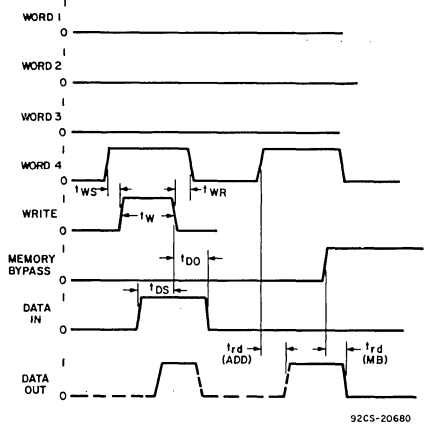 1
WORD 1
0
1
WORD 2
0
1
WORD 3
0
1
WORD 4
0
tWS
tWR
1
WRITE
tW
0
1
MEMORY
BYPASS
tDO
0
1
tDS
DATA
IN
0
trd
(ADD)
trd
(MB)
1
DATA
OUT
0
92CS-20680